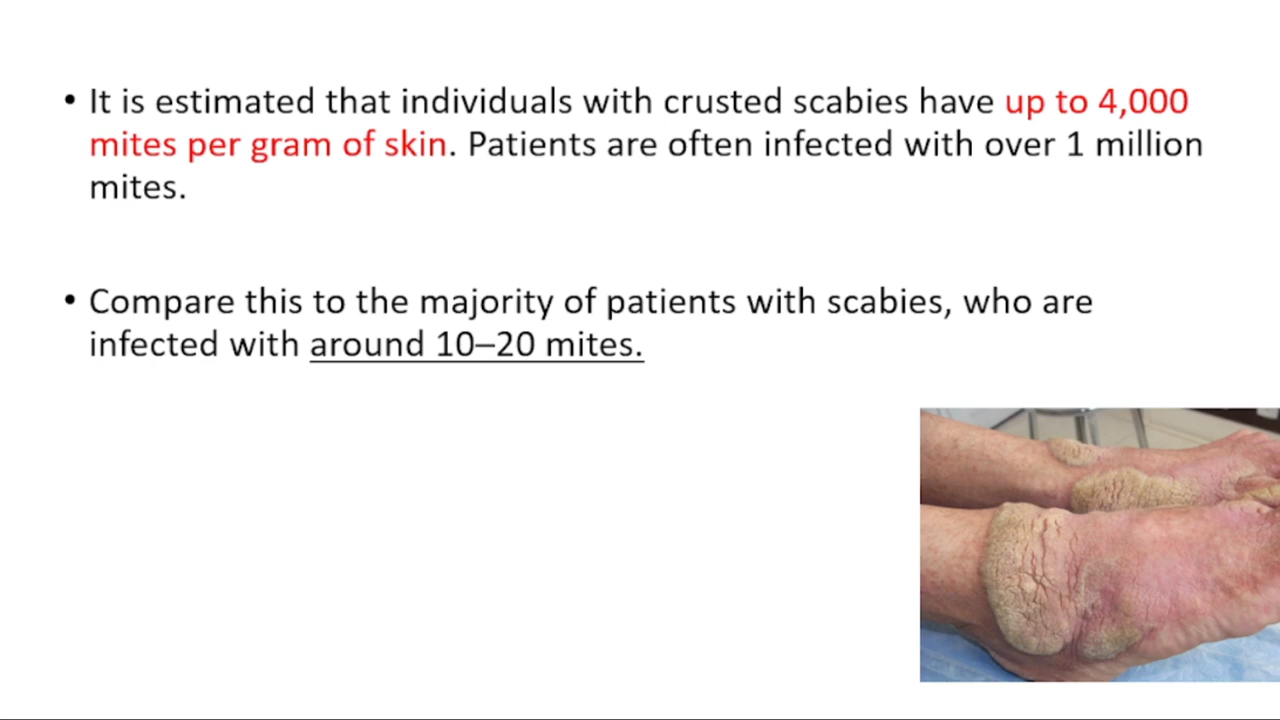 • It is estimated that individuals with crusted scabies have up to 4,000
mites per gram of skin. Patients are often infected with over 1 million
mites.
• Compare this to the majority of patients with scabies, who are
infected with around 10–20 mites.